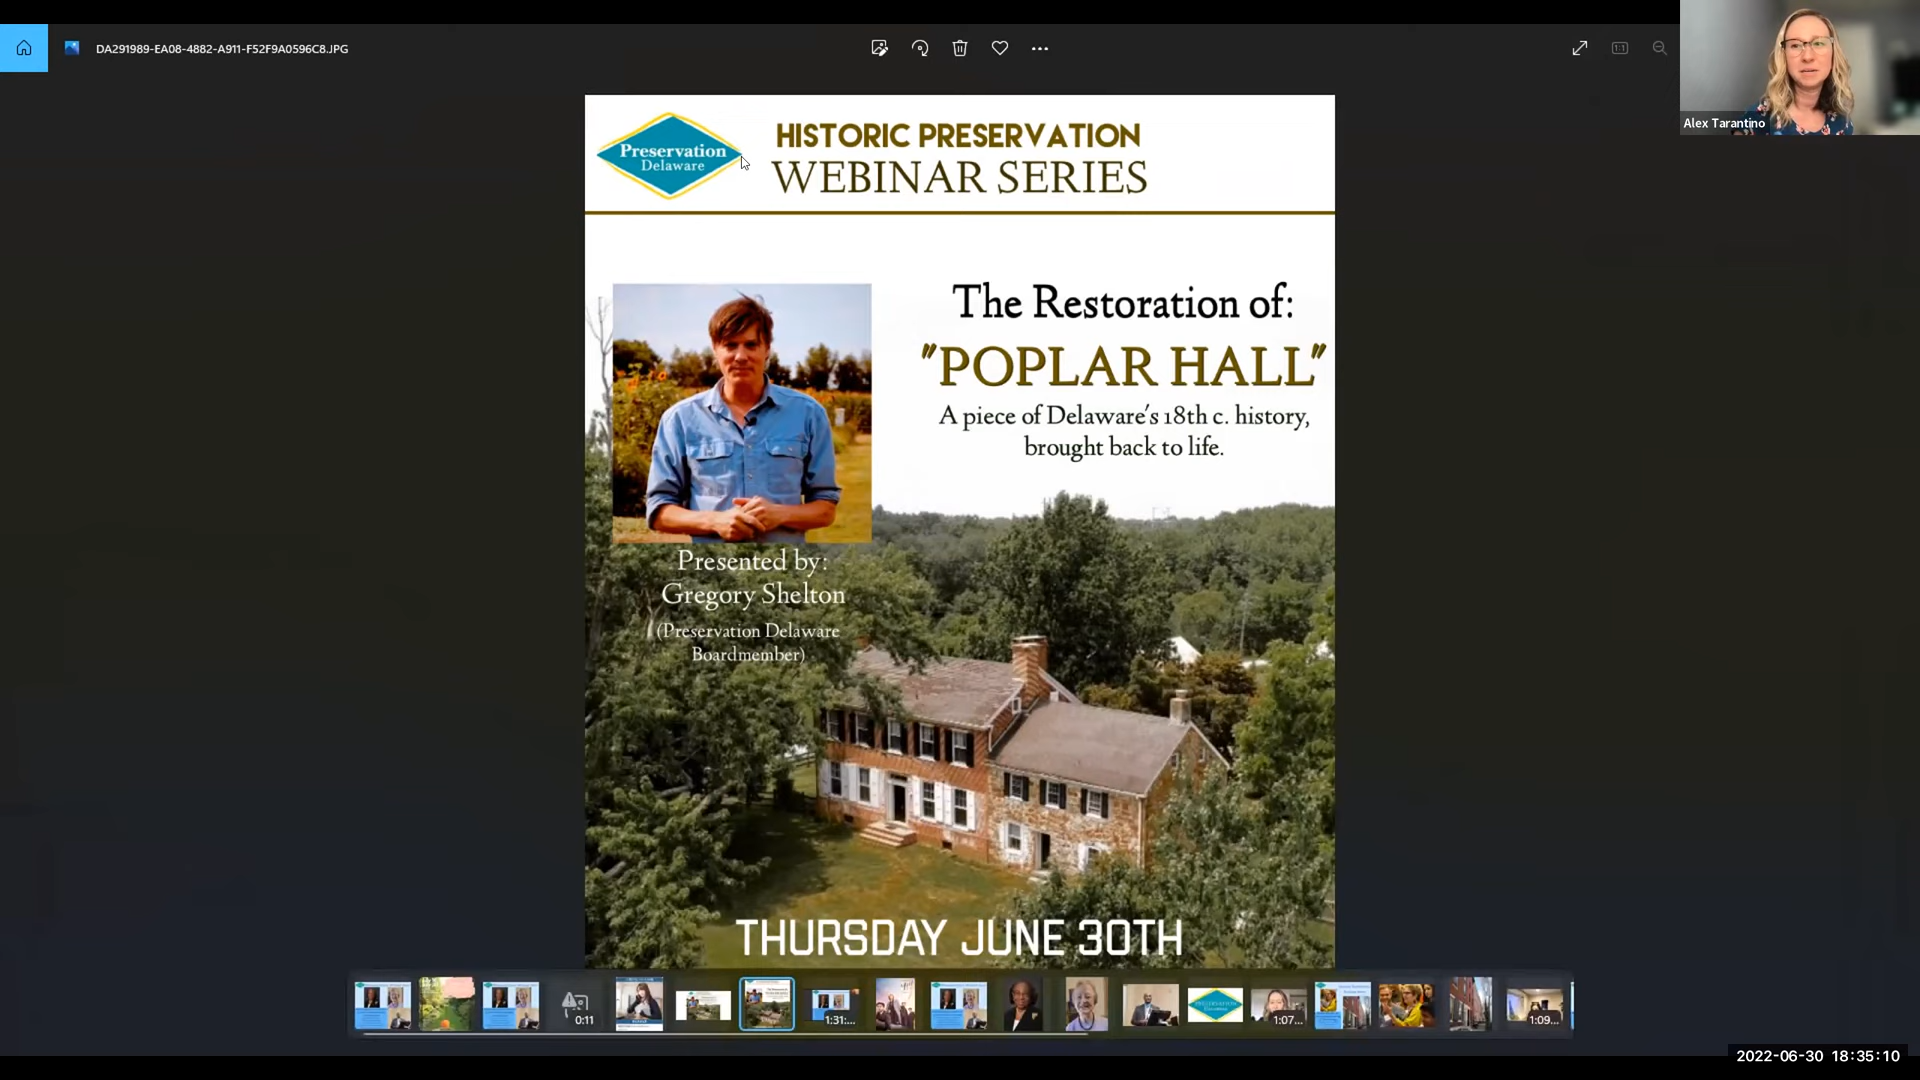 DA291989-EA08-4882-A911-F52F9A0596C8.JPG
1:1
Alex Tarantino
Preservation
Delaware
HISTORIC PRESERVATION
WEBINAR SERIES
The Restoration of:
"POPLAR HALL"
A piece of Delaware's 18th c. history,
brought back to life.
Presented by:
Gregory Shelton
(Preservation Delaware
Boardmember)
THURSDAY JUNE 30TH
0:11
1:31:...
1:07...
1:09...
2022-06-30 18:35:10